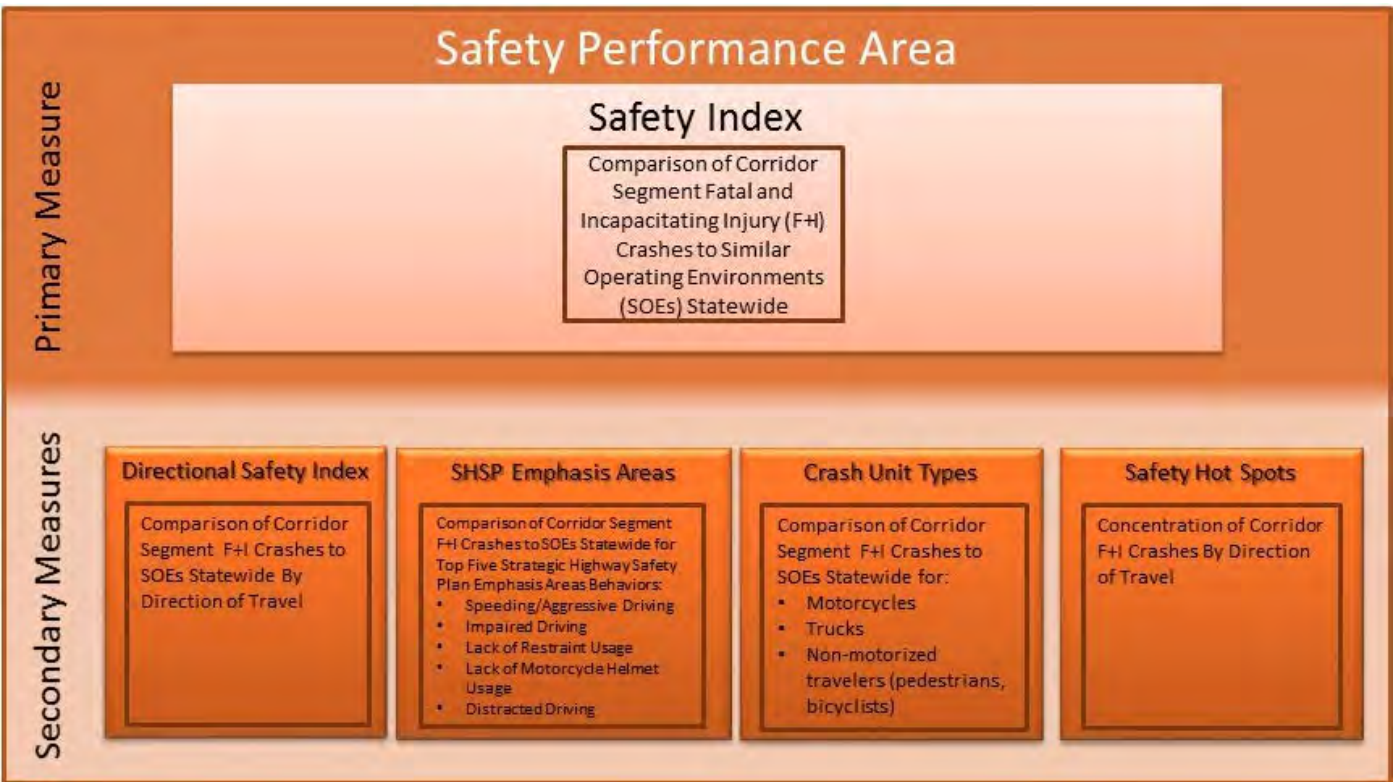 Safety Performance Area
Primary Measure
Safety Index
Comparison of Corridor
Segment Fatal and
Incapacitating Injury (F+I)
Crashes to Similar
Operating Environments
(SOEs) Statewide
Secondary Measures
Directional Safety Index
Comparison of Corridor
Segment F+I Crashes to
SOEs Statewide By
Direction of Travel
SHSP Emphasis Areas
Comparison of Corridor Segment
F+I Crashes to SOEs Statewide for
Top Five Strategic Highway Safety
Plan Emphasis Areas Behaviors:
• Speeding/Aggressive Driving
• Impaired Driving
• Lack of Restraint Usage
• Lack of Motorcycle Helmet
Usage
• Distracted Driving
Crash Unit Types
Comparison of Corridor
Segment F+I Crashes to
SOEs Statewide for:
• Motorcycles
• Trucks
• Non-motorized
travelers (pedestrians,
bicyclists)
Safety Hot Spots
Concentration of Corridor
F+I Crashes By Direction
of Travel